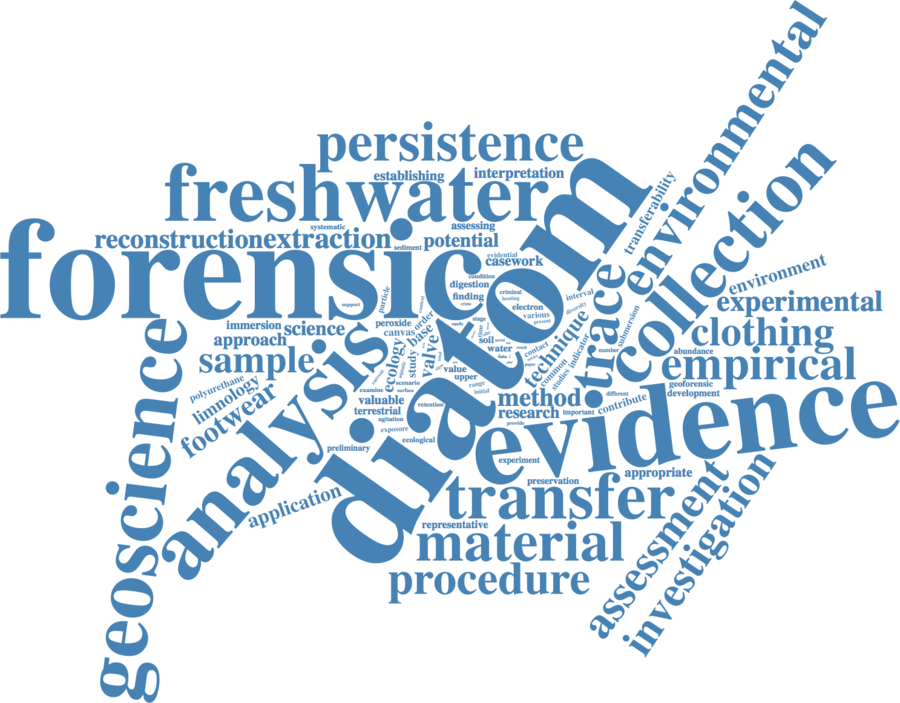 environmental
persistence
collection
establishing
interpretation
freshwater
transferability
systematic
assessing
forensic
reconstruction
extraction
sediment
potential
diatom
evidential
casework
environment
condition
digestion
finding
criminal
heating
crime
electron
interval
experimental
particle
support
various
present
diversity
trace
submersion
immersion
science
peroxide
order
canvas
base
stage
soil
water
contact
technique
indicator
clothing
approach
sample
analysis
ecology
study
valve
value
upper
common
studies
number
abundance
empirical
geoscience
polyurethane
limnology
footwear
examine
scenario
surface
range
initial
different
geoforensic
development
valuable
terrestrial
retention
method
research
important
contribute
provide
evidence
agitation
exposure
ecological
preliminary
experiment
appropriate
preservation
application
transfer
representative
material
procedure
assessment
investigation